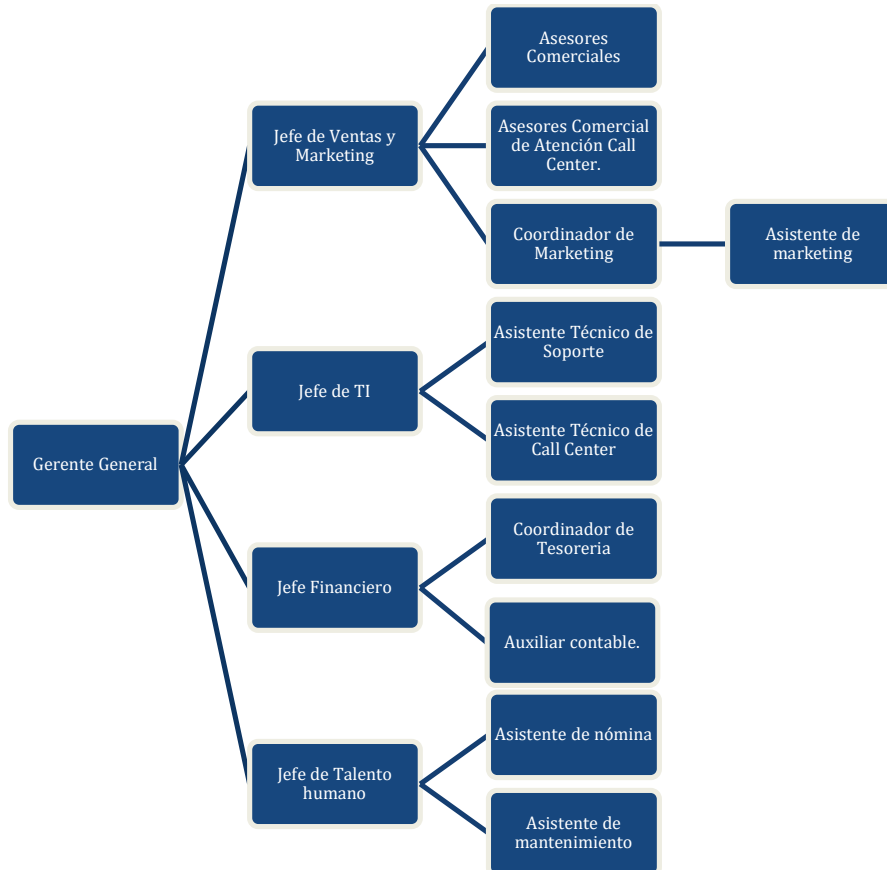 Asesores
Comerciales
Jefe de Ventas y
Marketing
Asesores Comercial
de Atención Call
Center.
Coordinador de
Marketing
Asistente de
marketing
Asistente Técnico de
Soporte
Jefe de TI
Asistente Técnico de
Call Center
Gerente General
Coordinador de
Tesoreria
Jefe Financiero
Auxiliar contable.
Asistente de nómina
Jefe de Talento
humano
Asistente de
mantenimiento